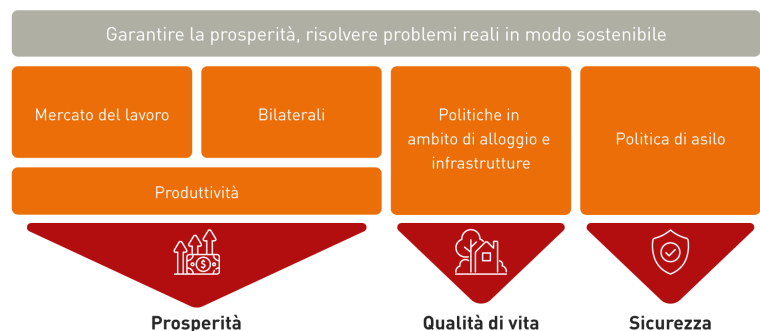 Garantire la prosperità, risolvere problemi reali in modo sostenibile
Mercato del lavoro
Bilaterali
Politiche in
ambito di alloggio e
infrastrutture
Politica di asilo
Produttività
$
Prosperità
Qualità di vita
Sicurezza